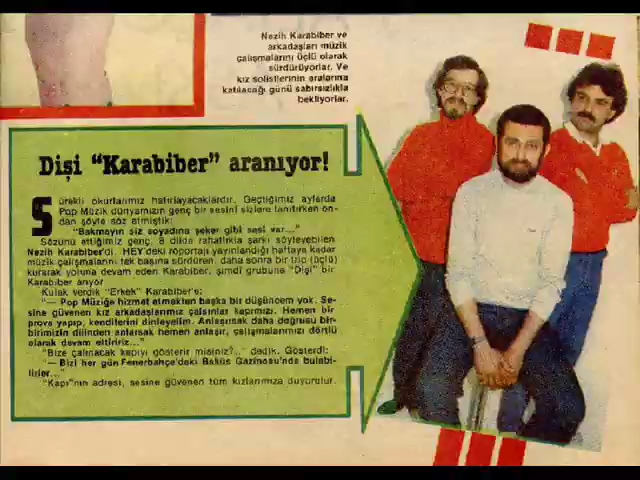 Nezih Karabiber ve
arkadaşları müzik
çalışmalarını üçlü olarak
sürdürüyorlar. Ve
kız solistlerinin aralarına
katılacağı günü sabırsızlıkla
bekliyorlar.
Dişi "Karabiber" aranıyor!
Sürekli okurlarımız hatırlayacaklardır. Geçtiğimiz aylarda
Pop Müzik dünyamızın genç bir sesini sizlere tanıtırken on-
dan şöyle söz etmiştik:
"Bakmayın siz soyadına şeker gibi sesi var..."
Sözünü ettiğimiz genç, 8 dilde rahatlıkla şarkı söyleyebilen
Nezih Karabiber'di. HEY'deki röportajı yayınlandığı haftaya kadar
müzik çalışmalarını tek başına sürdüren, daha sonra bir trio (üçlü)
kurarak yoluna devam eden Karabiber, şimdi grubuna "Dişi" bir
Karabiber arıyor.
Kulak verdik "Erkek" Karabiber'e:
"— Pop Müziğe hizmet etmekten başka bir düşüncem yok. Se-
sine güvenen kız arkadaşlarımız çalsınlar kapımızı. Hemen bir
prova yapıp, kendilerini dinleyelim. Anlaşırsak daha doğrusu bir-
birimizin dilinden anlarsak hemen anlaşır, çalışmalarımızı dörtlü
olarak devam ettiririz..."
"Bize çalınacak kapıyı gösterir misiniz?.." dedik. Gösterdi:
"— Bizi her gün Fenerbahçe'deki Baküs Gazinosu'nda bulabi-
lirler..."
"Kapı"nın adresi, sesine güvenen tüm kızlarımıza duyurulur.